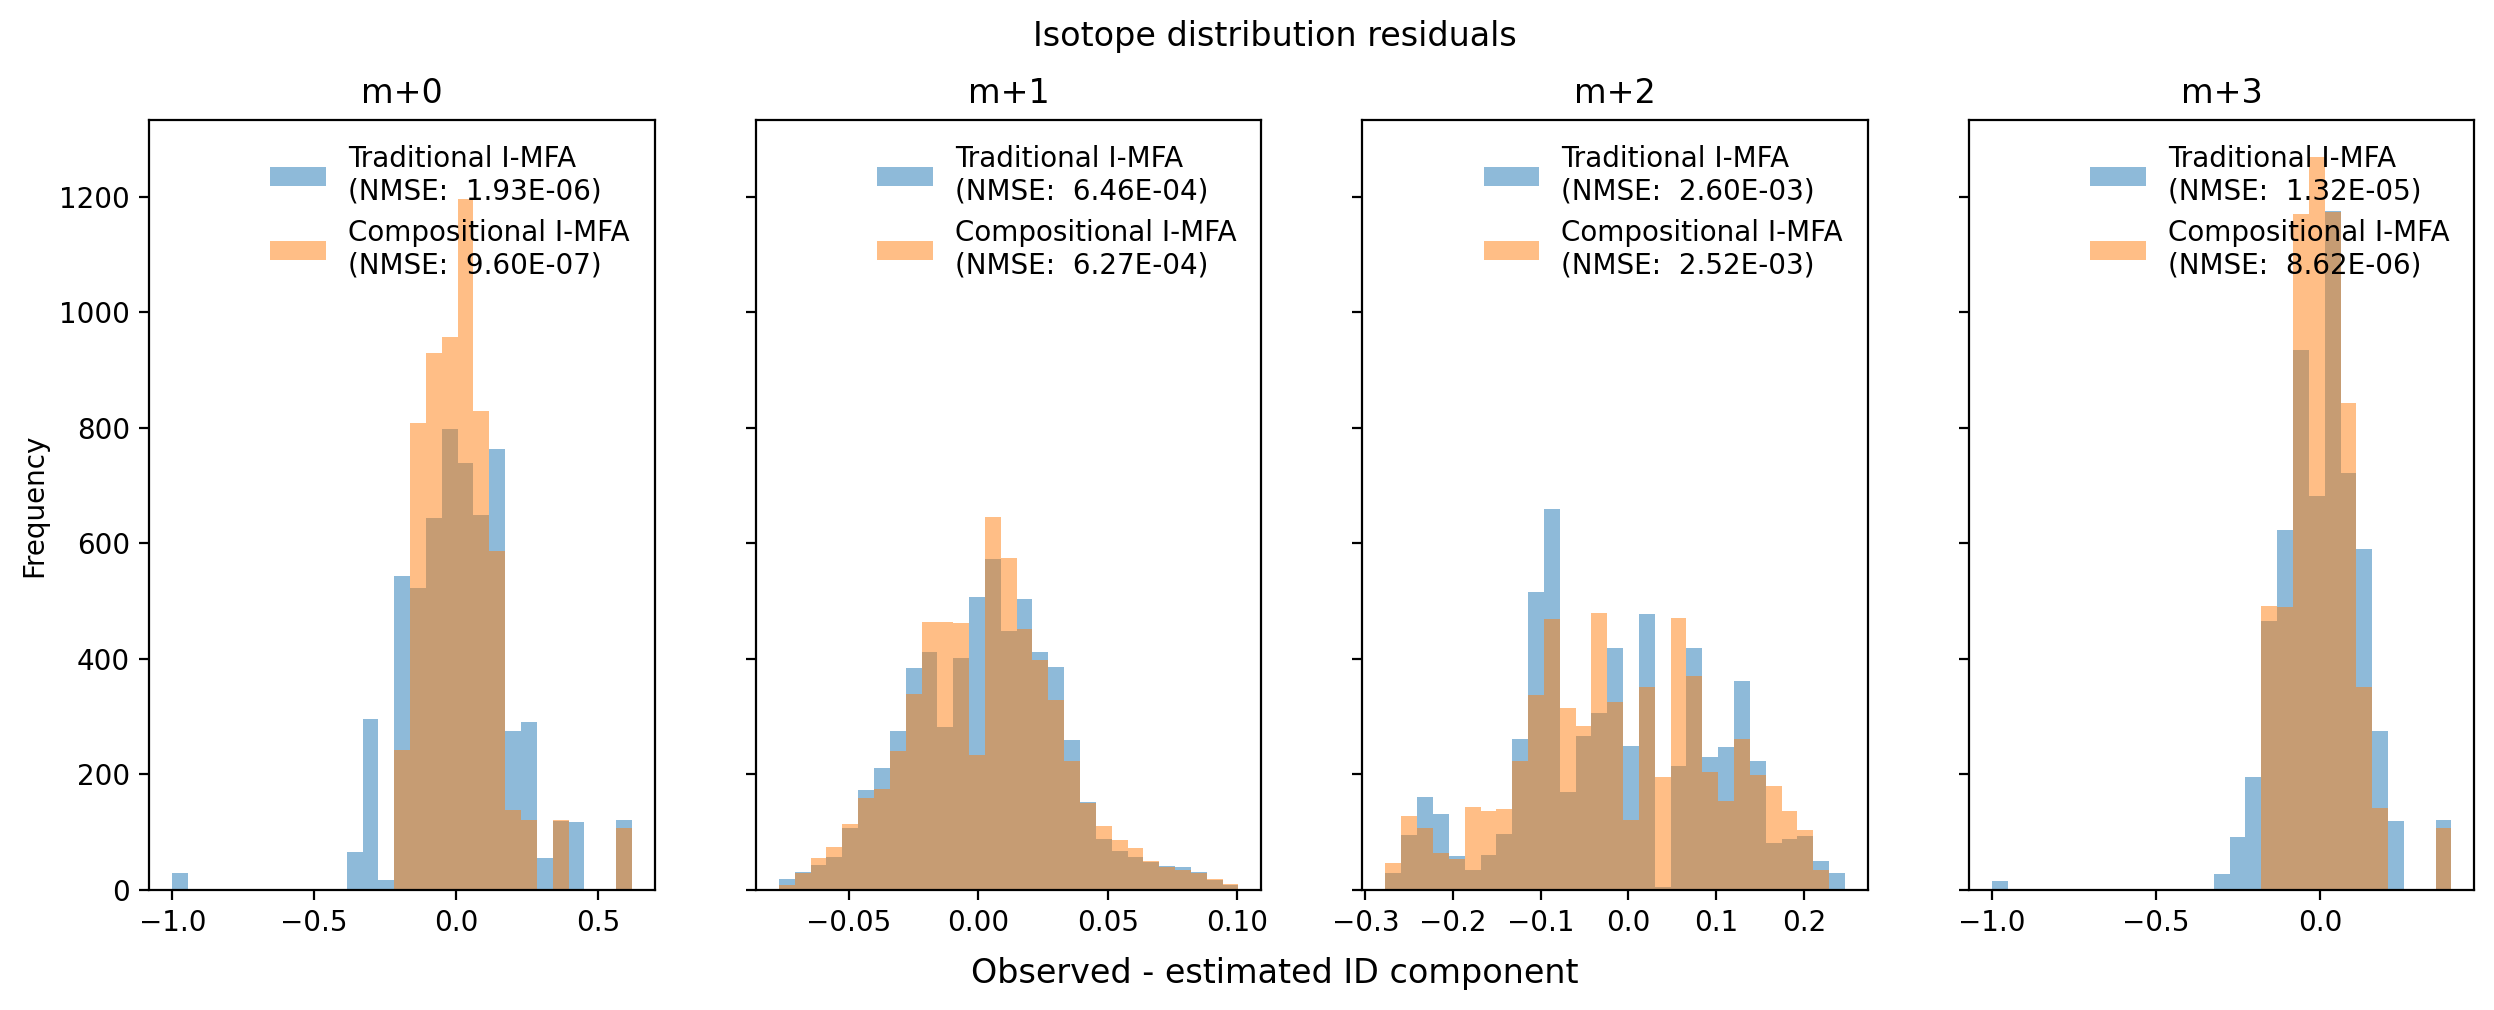 Isotope distribution residuals
m+0
Traditional I-MFA
(NMSE: 1.93E-06)
Compositional I-MFA
(NMSE: 9.60E-07)
1200
1000
800
600
400
200
0
Frequency
−1.0 −0.5 0.0 0.5
m+1
Traditional I-MFA
(NMSE: 6.46E-04)
Compositional I-MFA
(NMSE: 6.27E-04)
−0.05 0.00 0.05 0.10
m+2
Traditional I-MFA
(NMSE: 2.60E-03)
Compositional I-MFA
(NMSE: 2.52E-03)
−0.3 −0.2 −0.1 0.0 0.1 0.2
m+3
Traditional I-MFA
(NMSE: 1.32E-05)
Compositional I-MFA
(NMSE: 8.62E-06)
−1.0 −0.5 0.0
Observed - estimated ID component